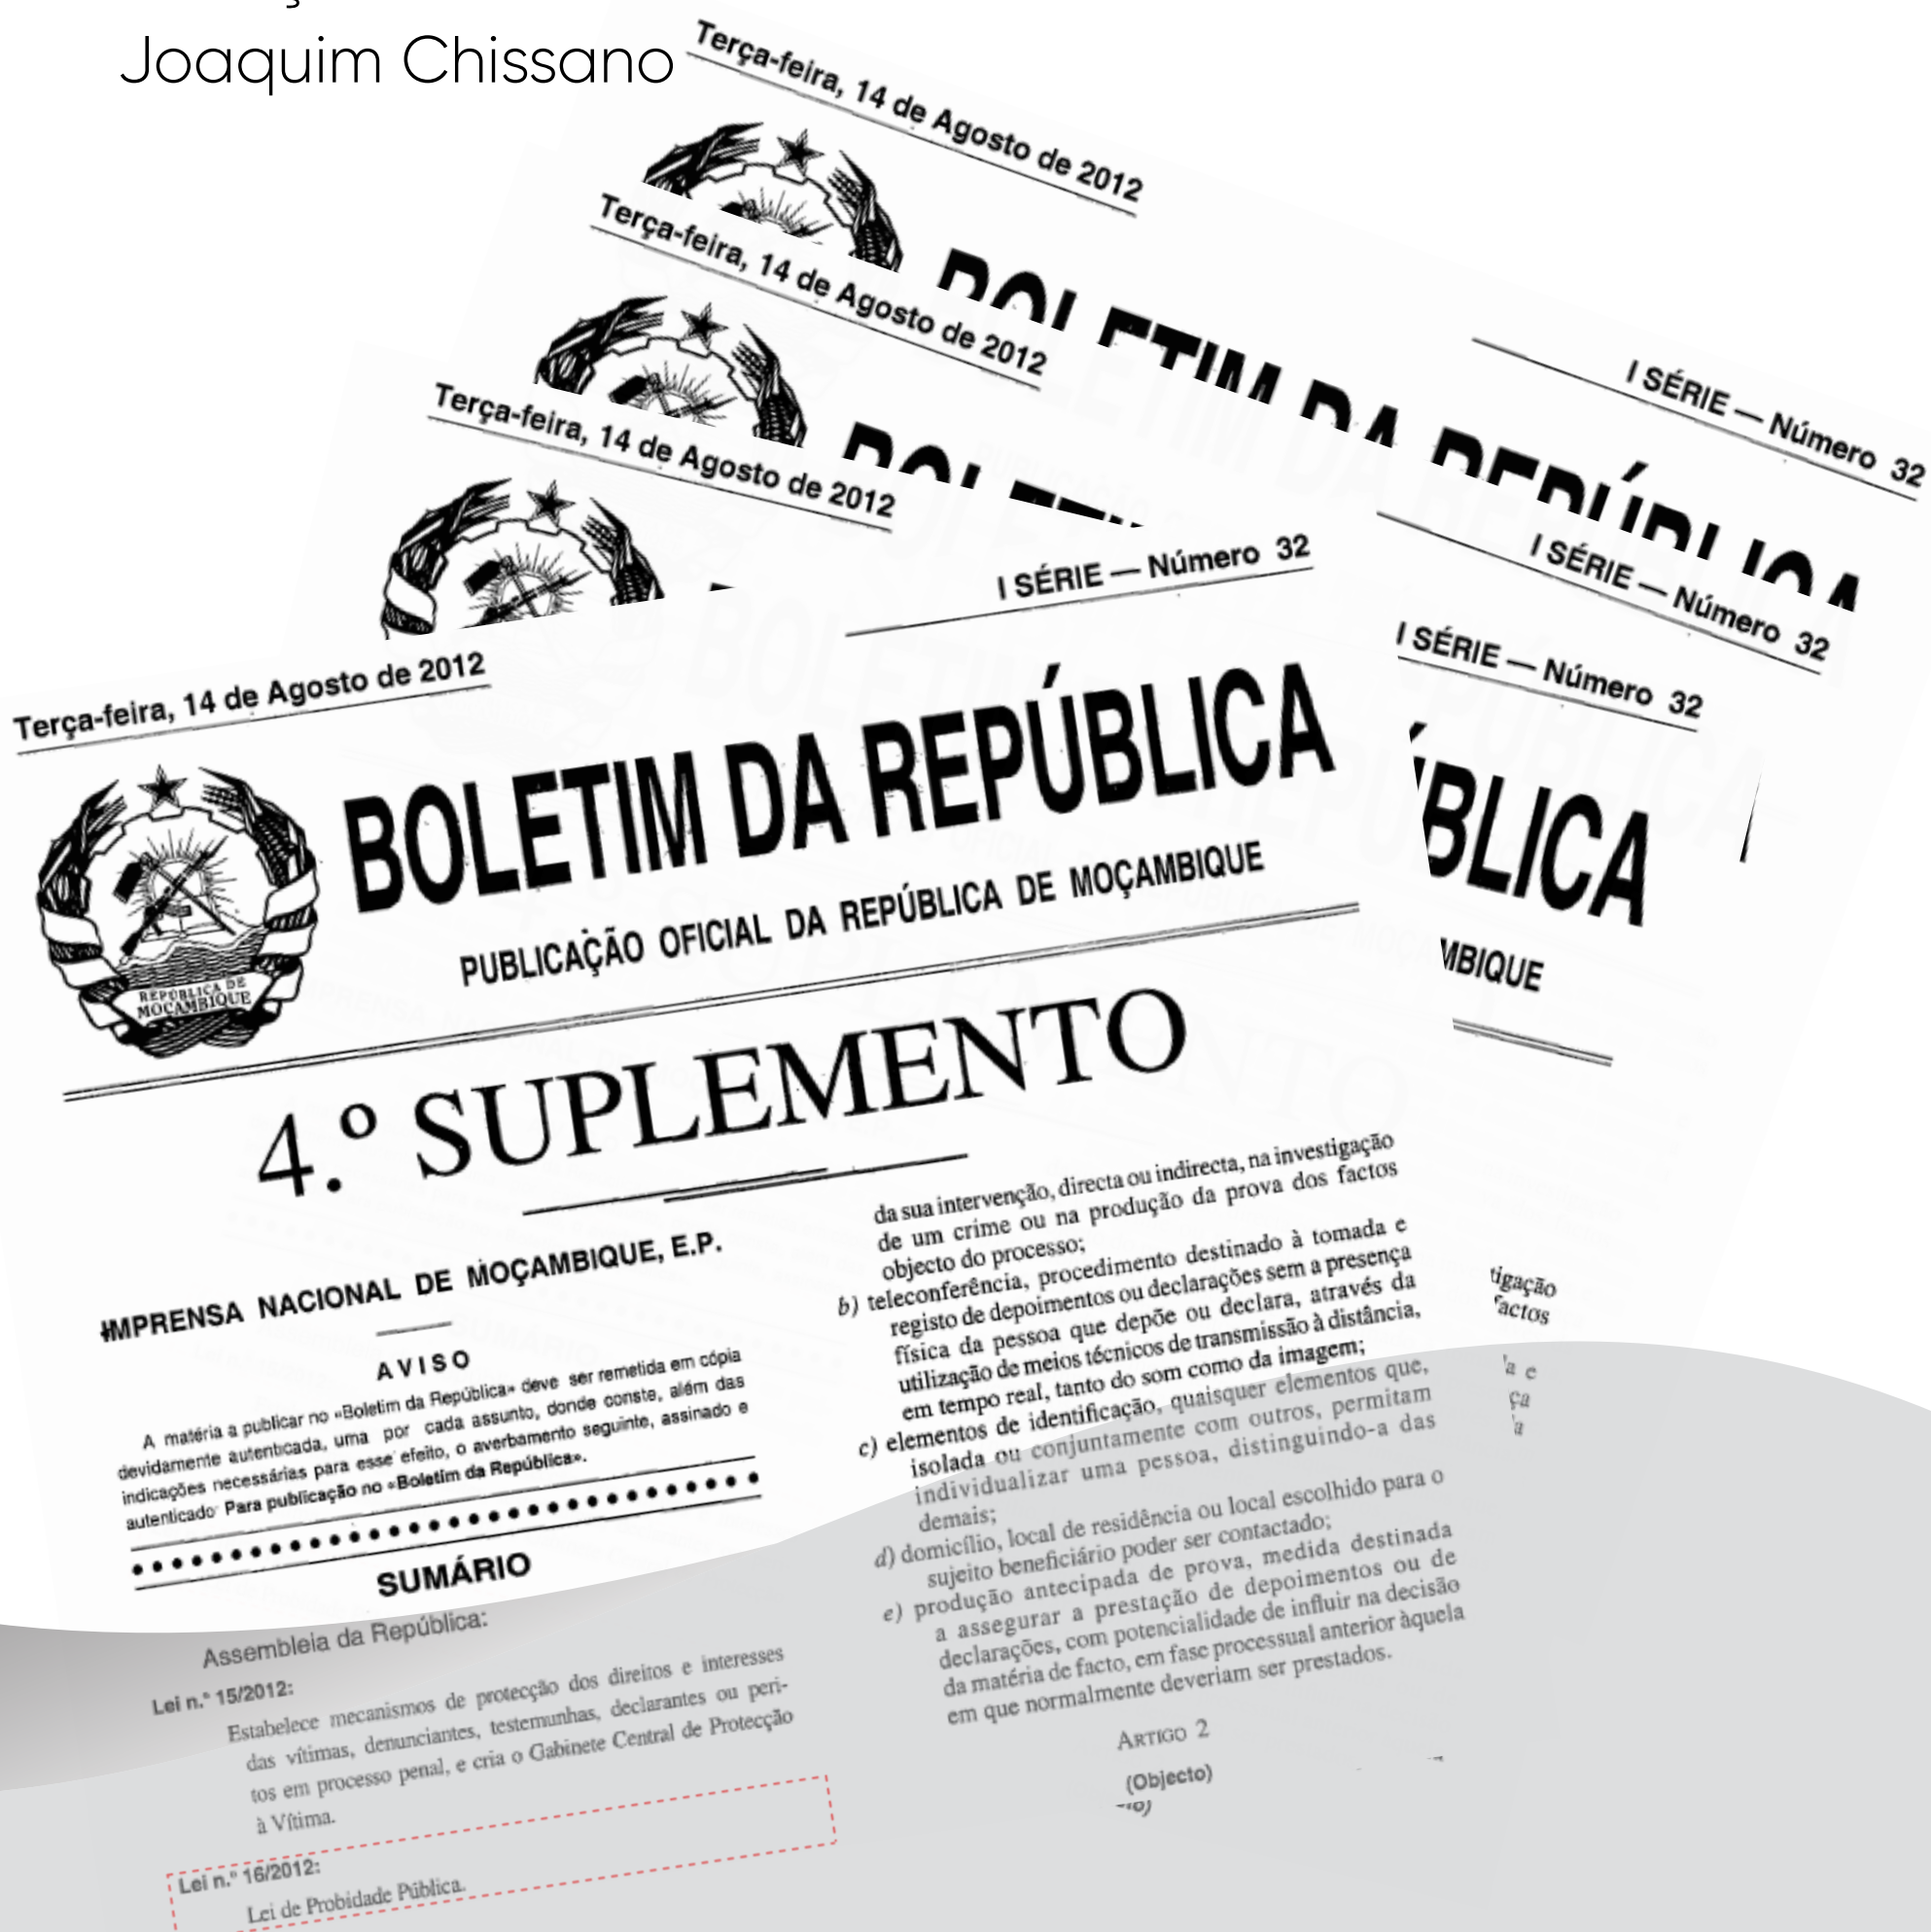 Joaquim Chissano
Terça-feira, 14 de Agosto de 2012
I SÉRIE — Número 32
BOLETIM DA REPÚBLICA
Terça-feira, 14 de Agosto de 2012
I SÉRIE — Número 32
Terça-feira, 14 de Agosto de 2012
I SÉRIE — Número 32
ÚBLICA
MBIQUE
tigação
factos
Terça-feira, 14 de Agosto de 2012
I SÉRIE — Número 32
BOLETIM DA REPÚBLICA
PUBLICAÇÃO OFICIAL DA REPÚBLICA DE MOÇAMBIQUE
REPÚBLICA DE
MOÇAMBIQUE
4.º SUPLEMENTO
IMPRENSA NACIONAL DE MOÇAMBIQUE, E.P.
AVISO
A matéria a publicar no «Boletim da República» deve ser remetida em cópia
devidamente autenticada, uma por cada assunto, donde conste, além das
indicações necessárias para esse efeito, o averbamento seguinte, assinado e
autenticado: Para publicação no «Boletim da República».
SUMÁRIO
Assembleia da República:
Lei n.º 15/2012:
Estabelece mecanismos de protecção dos direitos e interesses
das vítimas, denunciantes, testemunhas, declarantes ou peri-
tos em processo penal, e cria o Gabinete Central de Protecção
à Vítima.
Lei n.º 16/2012:
Lei de Probidade Pública.
da sua intervenção, directa ou indirecta, na investigação
de um crime ou na produção da prova dos factos
objecto do processo;
b) teleconferência, procedimento destinado à tomada e
registo de depoimentos ou declarações sem a presença
física da pessoa que depõe ou declara, através da
utilização de meios técnicos de transmissão à distância,
em tempo real, tanto do som como da imagem;
c) elementos de identificação, quaisquer elementos que,
isolada ou conjuntamente com outros, permitam
individualizar uma pessoa, distinguindo-a das
demais;
d) domicílio, local de residência ou local escolhido para o
sujeito beneficiário poder ser contactado;
e) produção antecipada de prova, medida destinada
a assegurar a prestação de depoimentos ou de
declarações, com potencialidade de influir na decisão
da matéria de facto, em fase processual anterior àquela
em que normalmente deveriam ser prestados.
ARTIGO 2
(Objecto)